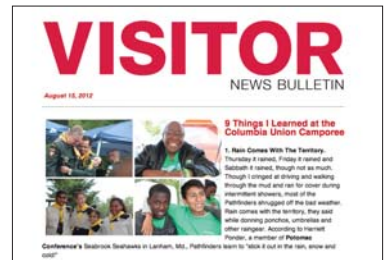 VISITOR
NEWS BULLETIN
August 15, 2012
9 Things I Learned at the
Columbia Union Camporee
1. Rain Comes With The Territory.
Thursday it rained, Friday it rained and
Sabbath it rained, though not as much.
Though I cringed at driving and walking
through the mud and ran for cover during
intermittent showers, most of the
Pathfinders shrugged off the bad weather.
Rain comes with the territory, they said
while donning ponchos, umbrellas and
other raingear. According to Harriett
Ponder, a member of Potomac
Conference's Seabrook Seahawks in Lanham, Md., Pathfinders learn to "stick it out in the rain, snow and
cold!"